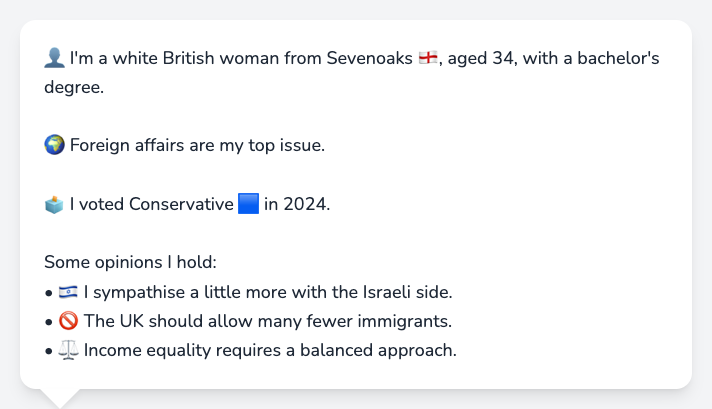 👤 I'm a white British woman from Sevenoaks 🏴󠁧󠁢󠁥󠁮󠁧󠁿, aged 34, with a bachelor's
degree.
🌍 Foreign affairs are my top issue.
🗳️ I voted Conservative 🟦 in 2024.
Some opinions I hold:
• 🇮🇱 I sympathise a little more with the Israeli side.
• 🚫 The UK should allow many fewer immigrants.
• ⚖️ Income equality requires a balanced approach.